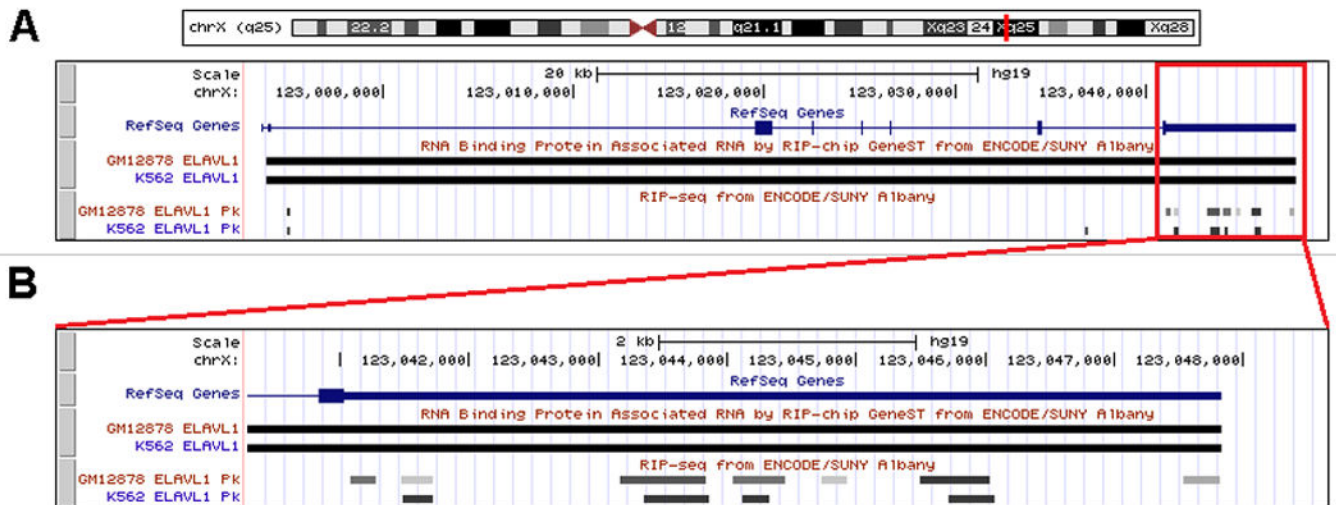 A
chrX (q25) 22.2 12 q21.1 Xq23 24 Xq25 Xq28
Scale 20 kb hg19
chrX: 123,000,000| 123,010,000| 123,020,000| 123,030,000| 123,040,000|
RefSeq Genes
RefSeq Genes
RNA Binding Protein Associated RNA by RIP-chip GeneST from ENCODE/SUNY Albany
GM12878 ELAVL1
K562 ELAVL1
RIP-seq from ENCODE/SUNY Albany
GM12878 ELAVL1 Pk
K562 ELAVL1 Pk
B
Scale 2 kb hg19
chrX: | 123,042,000| 123,043,000| 123,044,000| 123,045,000| 123,046,000| 123,047,000| 123,048,000|
RefSeq Genes
RefSeq Genes
RNA Binding Protein Associated RNA by RIP-chip GeneST from ENCODE/SUNY Albany
GM12878 ELAVL1
K562 ELAVL1
RIP-seq from ENCODE/SUNY Albany
GM12878 ELAVL1 Pk
K562 ELAVL1 Pk